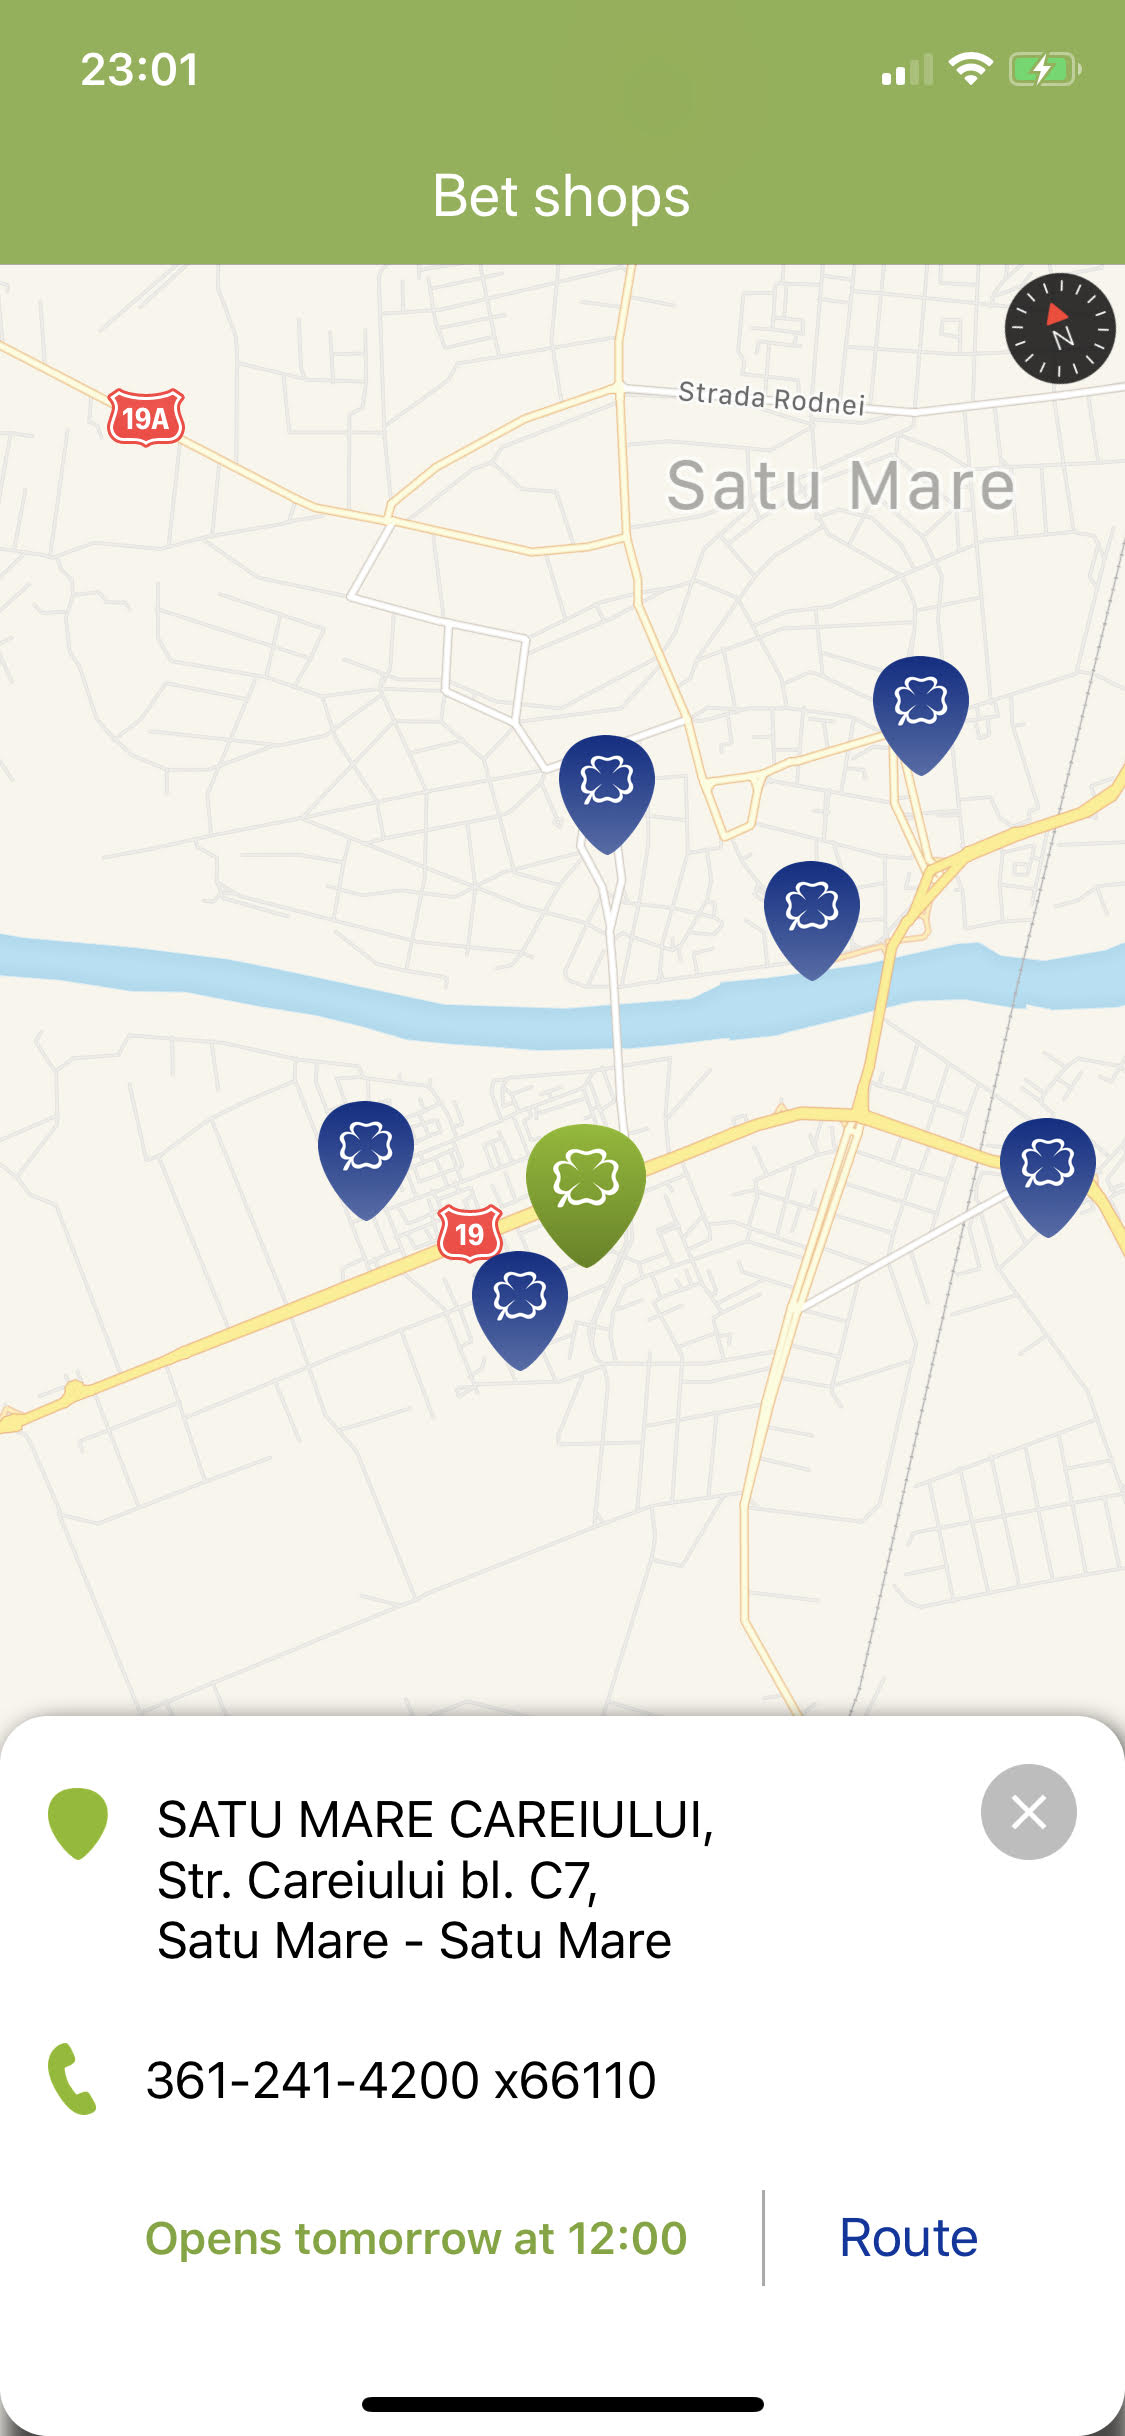 23:01
Bet shops
N
19A
Strada Rodnei
Satu Mare
19
SATU MARE CAREIULUI,
Str. Careiului bl. C7,
Satu Mare - Satu Mare
361-241-4200 x66110
Opens tomorrow at 12:00
Route